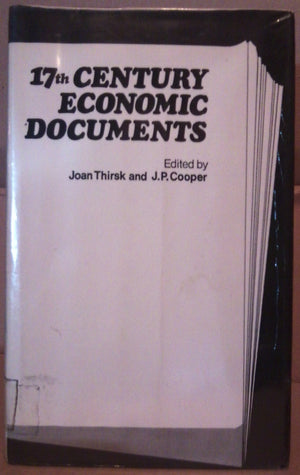 17th CENTURY
ECONOMIC
DOCUMENTS
Edited by
Joan Thirsk and J.P.Cooper